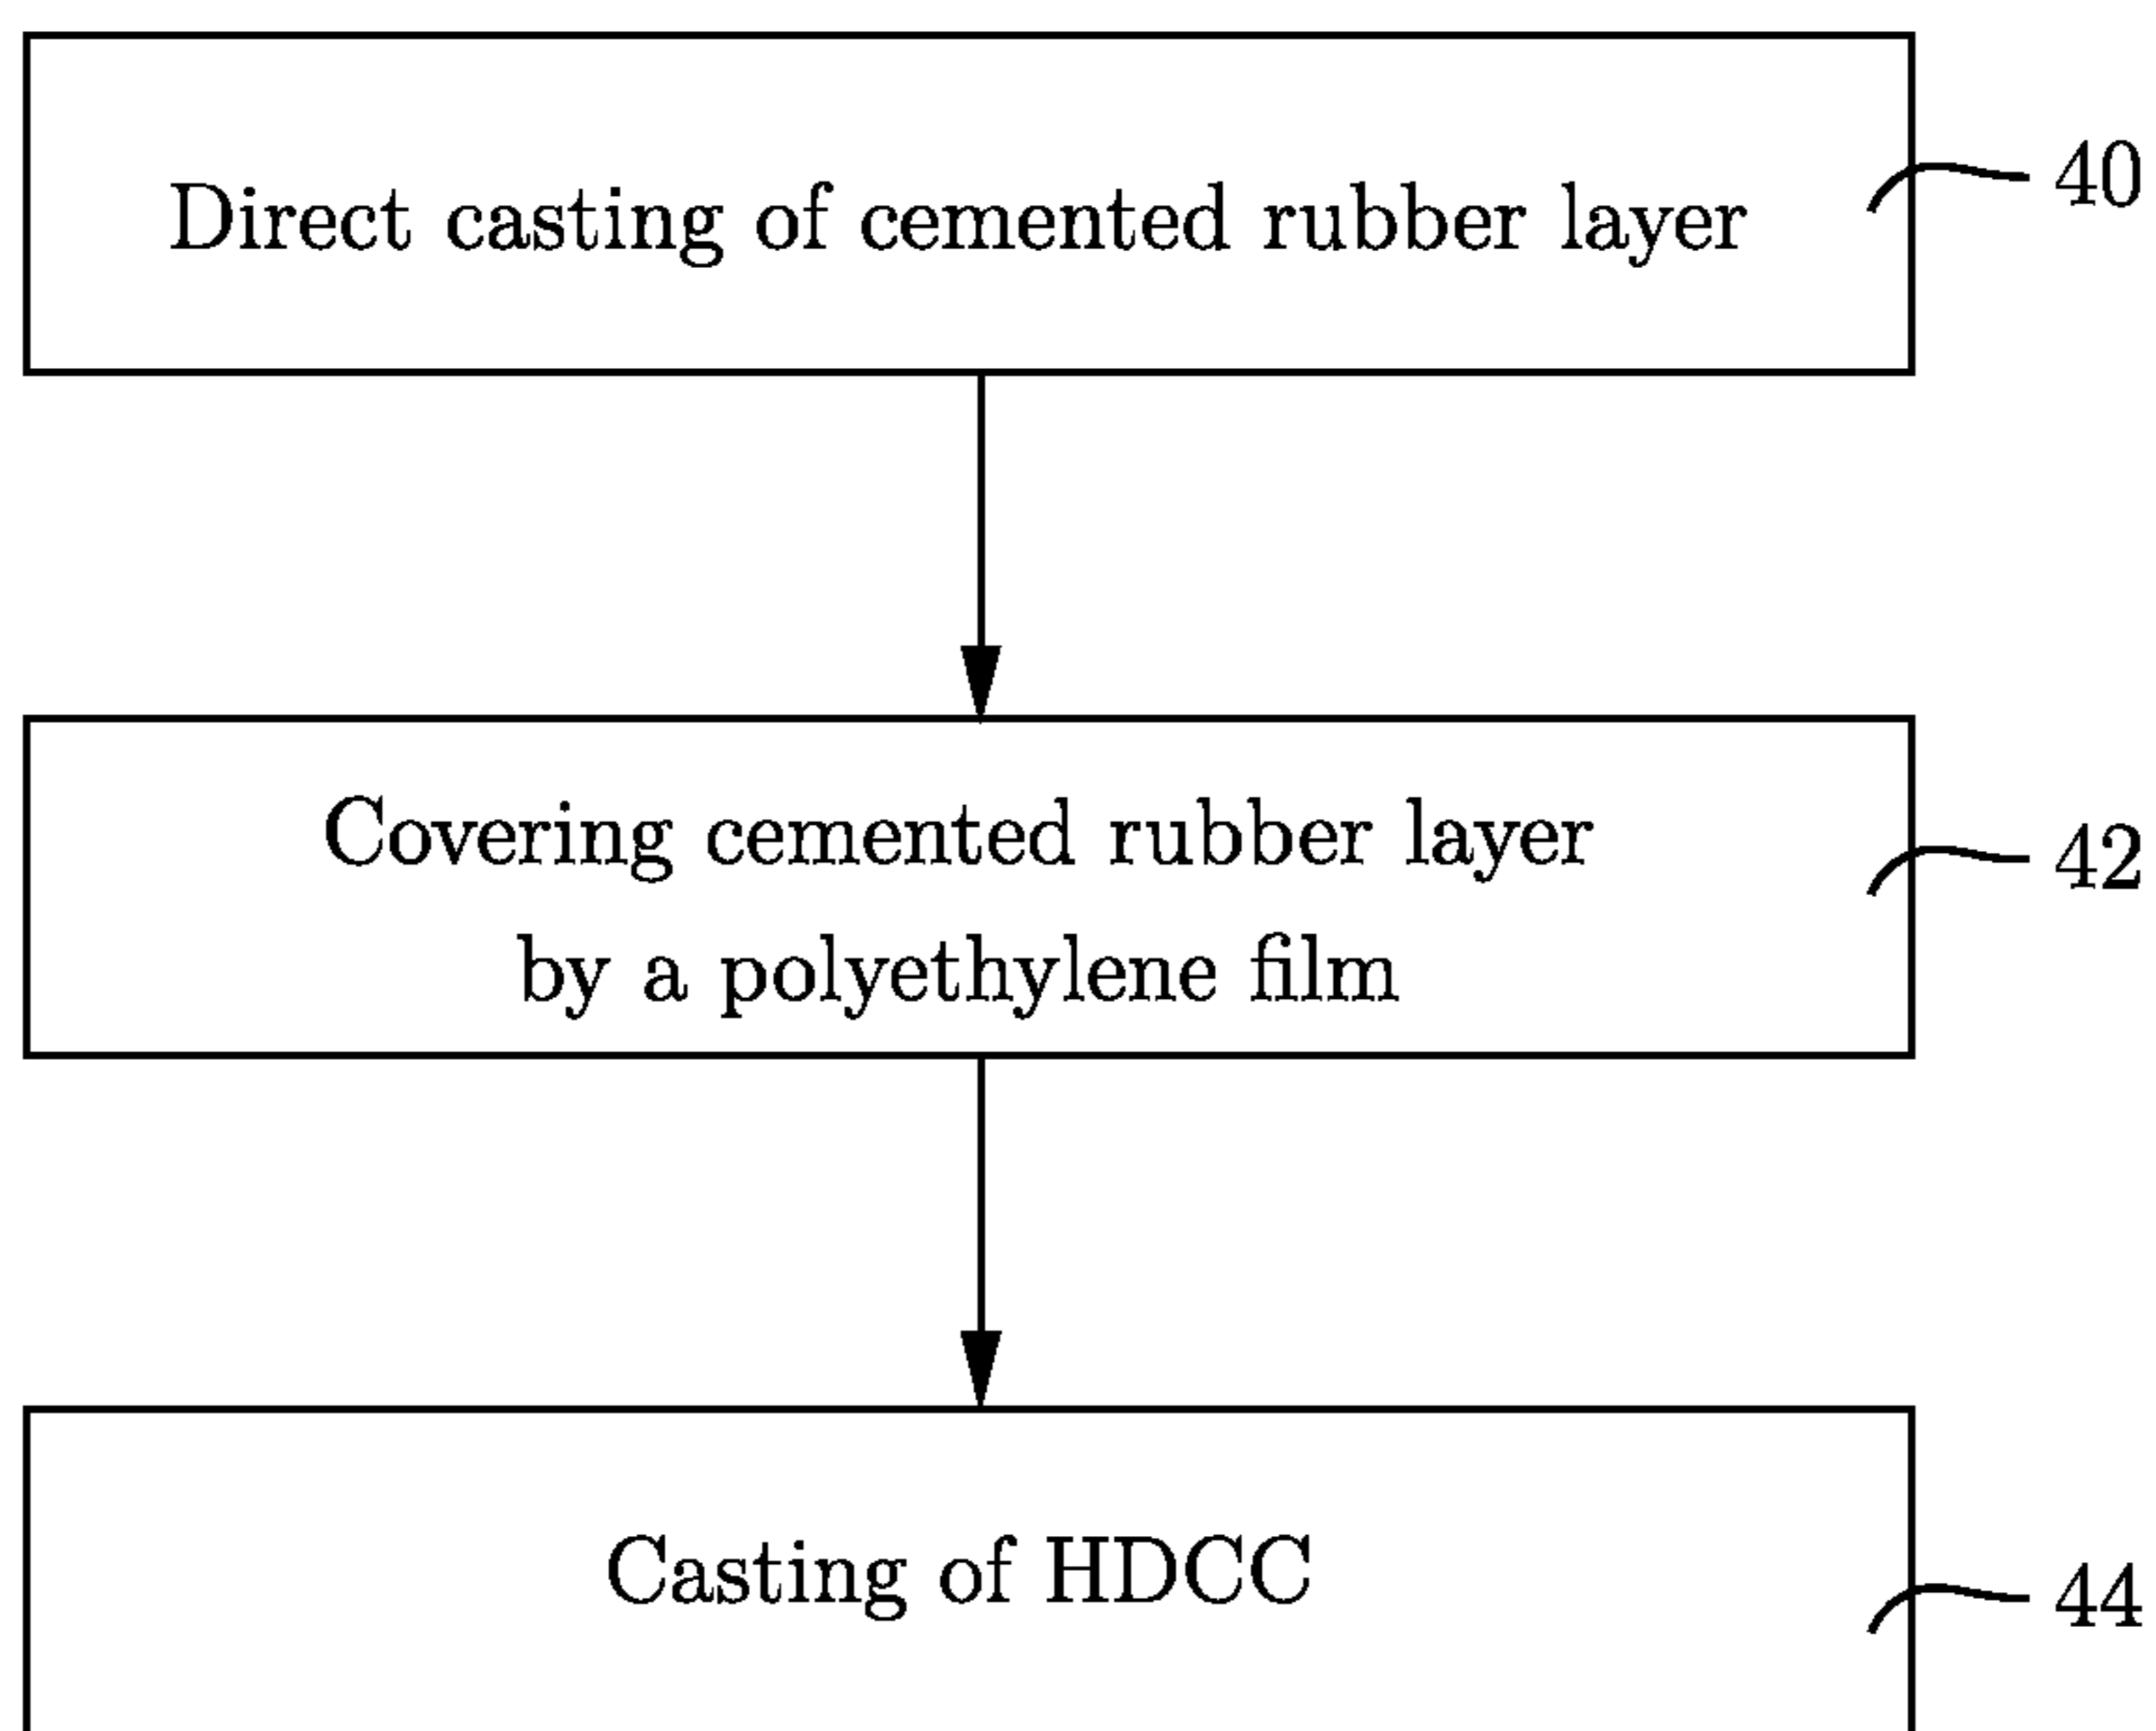 Direct casting of cemented rubber layer
40
Covering cemented rubber layer
by a polyethylene film
42
Casting of HDCC
44